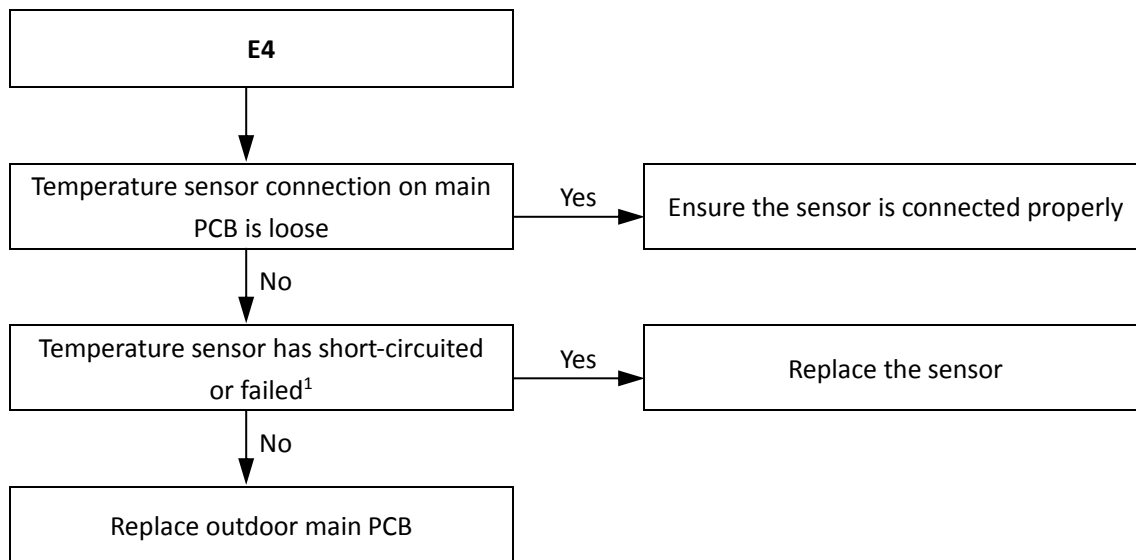 E4
Temperature sensor connection on main
PCB is loose
Yes
Ensure the sensor is connected properly
No
Temperature sensor has short-circuited
or failed¹
Yes
Replace the sensor
No
Replace outdoor main PCB